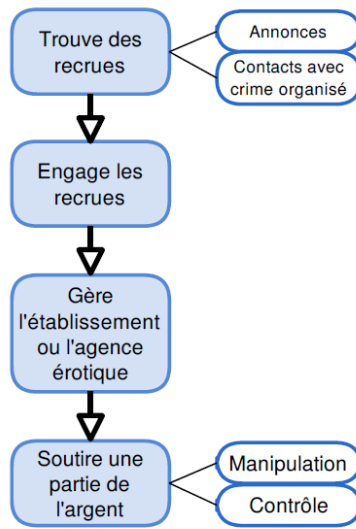 Trouve des
recrues
Annonces
Contacts avec
crime organisé
Engage les
recrues
Gère
l'établissement
ou l'agence
érotique
Soutire une
partie de
l'argent
Manipulation
Contrôle